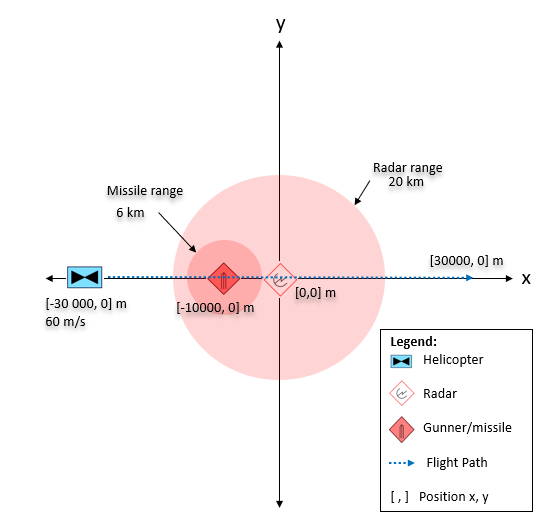 y
Radar range
20 km
Missile range
6 km
[30000, 0] m
x
[-30 000, 0] m
60 m/s
[-10000, 0] m
[0,0] m
Legend:
Helicopter
Radar
Gunner/missile
Flight Path
[ , ] Position x, y